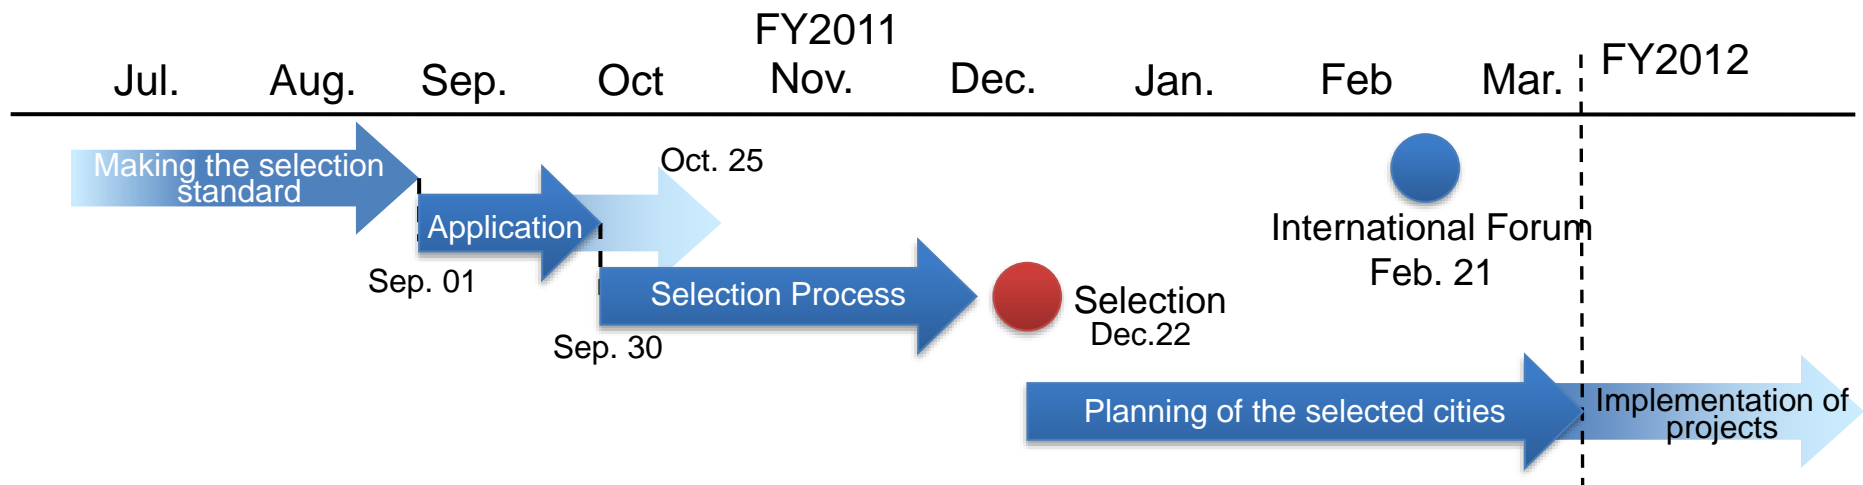 FY2011
Jul.
Aug.
Sep.
Oct
Nov.
Dec.
Jan.
Feb
Mar.
FY2012
Making the selection
standard
Oct. 25
Application
Sep. 01
Selection Process
Sep. 30
Selection
Dec.22
International Forum
Feb. 21
Planning of the selected cities
Implementation of
projects